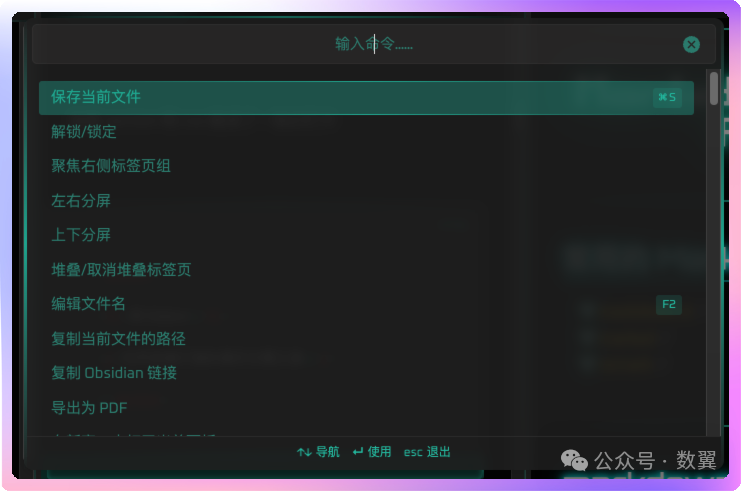 输入命令......
保存当前文件 ⌘S
解锁/锁定
聚焦右侧标签页组
左右分屏
上下分屏
堆叠/取消堆叠标签页
编辑文件名 F2
复制当前文件的路径
复制 Obsidian 链接
导出为 PDF
↑↓ 导航 ↵ 使用 esc 退出
公众号 · 数翼